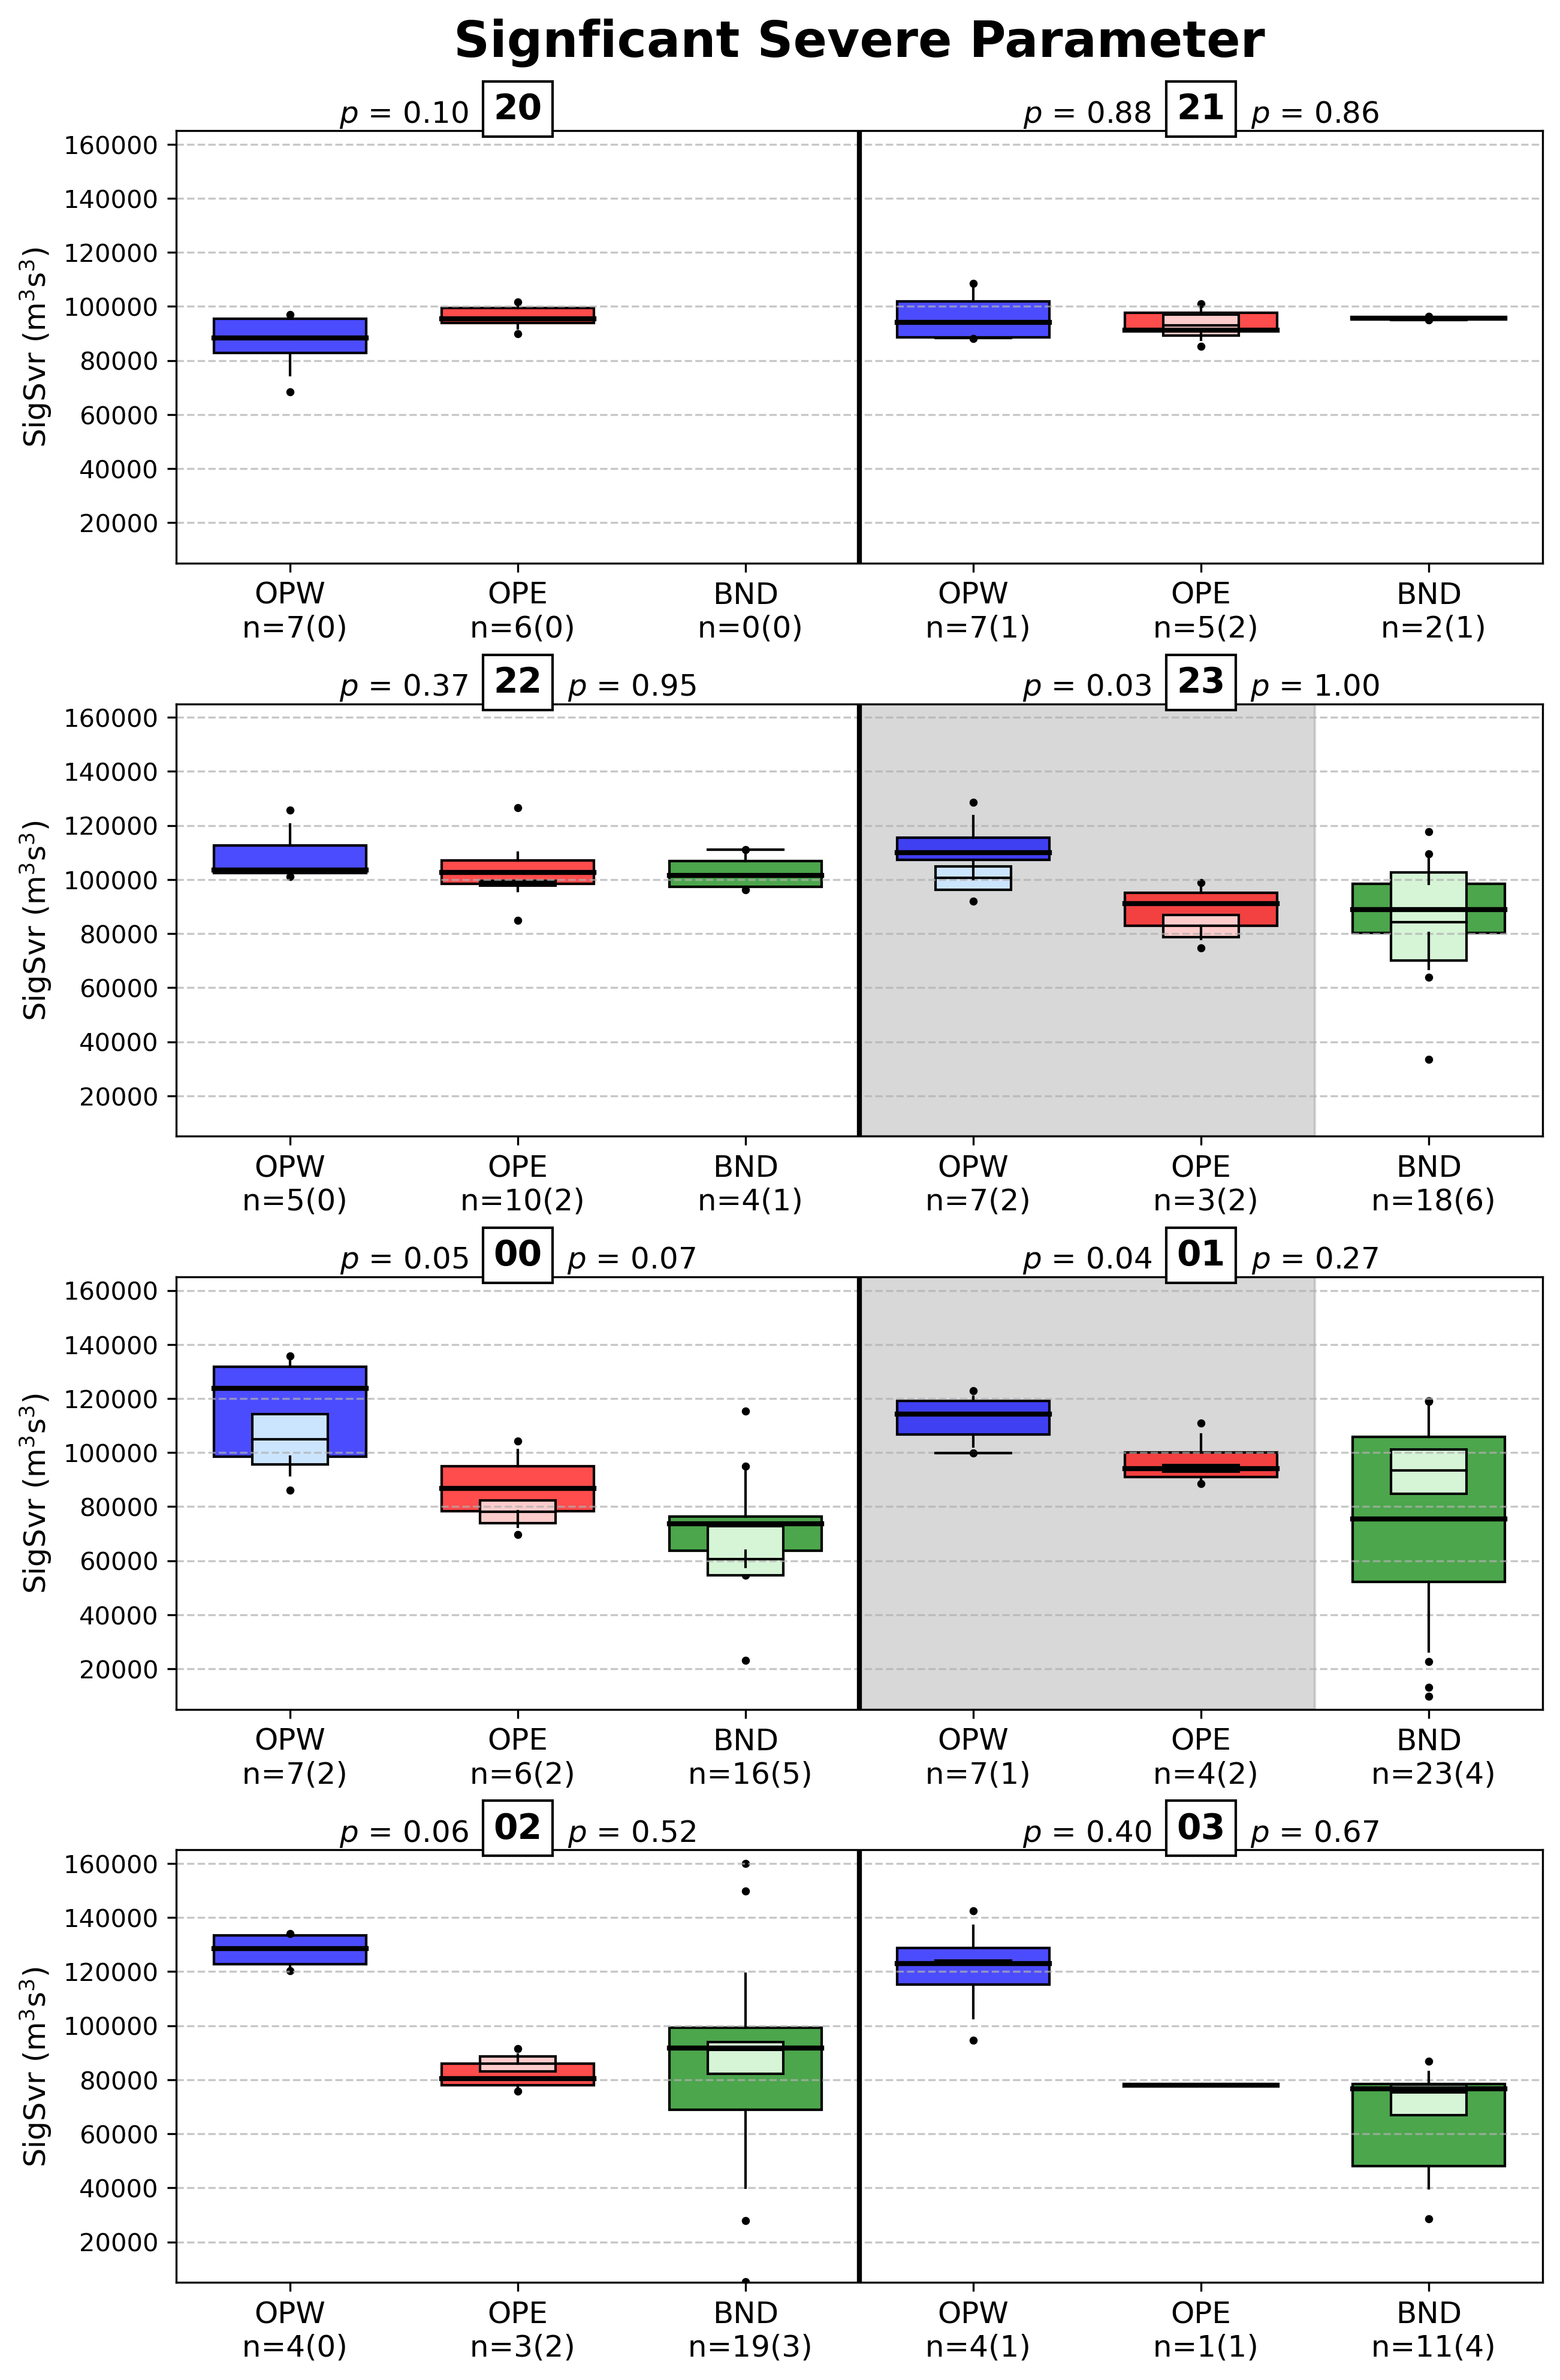 Signficant Severe Parameter
p = 0.10 20
p = 0.88 21 p = 0.86
160000
140000
120000
100000
80000
60000
40000
20000
SigSvr (m³s³)
OPW OPE BND OPW OPE BND
n=7(0) n=6(0) n=0(0) n=7(1) n=5(2) n=2(1)
p = 0.37 22 p = 0.95
p = 0.03 23 p = 1.00
160000
140000
120000
100000
80000
60000
40000
20000
SigSvr (m³s³)
OPW OPE BND OPW OPE BND
n=5(0) n=10(2) n=4(1) n=7(2) n=3(2) n=18(6)
p = 0.05 00 p = 0.07
p = 0.04 01 p = 0.27
160000
140000
120000
100000
80000
60000
40000
20000
SigSvr (m³s³)
OPW OPE BND OPW OPE BND
n=7(2) n=6(2) n=16(5) n=7(1) n=4(2) n=23(4)
p = 0.06 02 p = 0.52
p = 0.40 03 p = 0.67
160000
140000
120000
100000
80000
60000
40000
20000
SigSvr (m³s³)
OPW OPE BND OPW OPE BND
n=4(0) n=3(2) n=19(3) n=4(1) n=1(1) n=11(4)